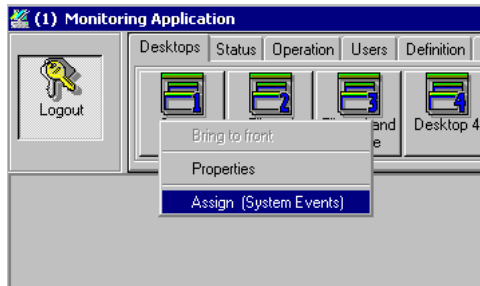 (1) Monitoring Application
Desktops Status Operation Users Definition
Logout
1 2 3 4
and Desktop 4
Bring to front
Properties
Assign (System Events)